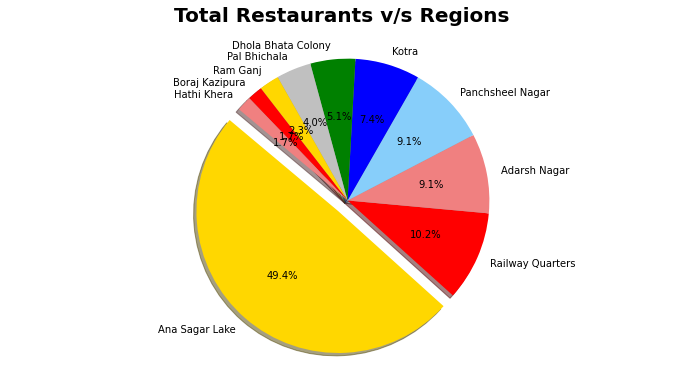 Total Restaurants v/s Regions
Dhola Bhata Colony
Kotra
Pal Bhichala
Ram Ganj
Boraj Kazipura
Hathi Khera
Panchsheel Nagar
Adarsh Nagar
Railway Quarters
Ana Sagar Lake
5.1%
7.4%
4.0%
2.3%
1.7%
1.7%
9.1%
9.1%
10.2%
49.4%